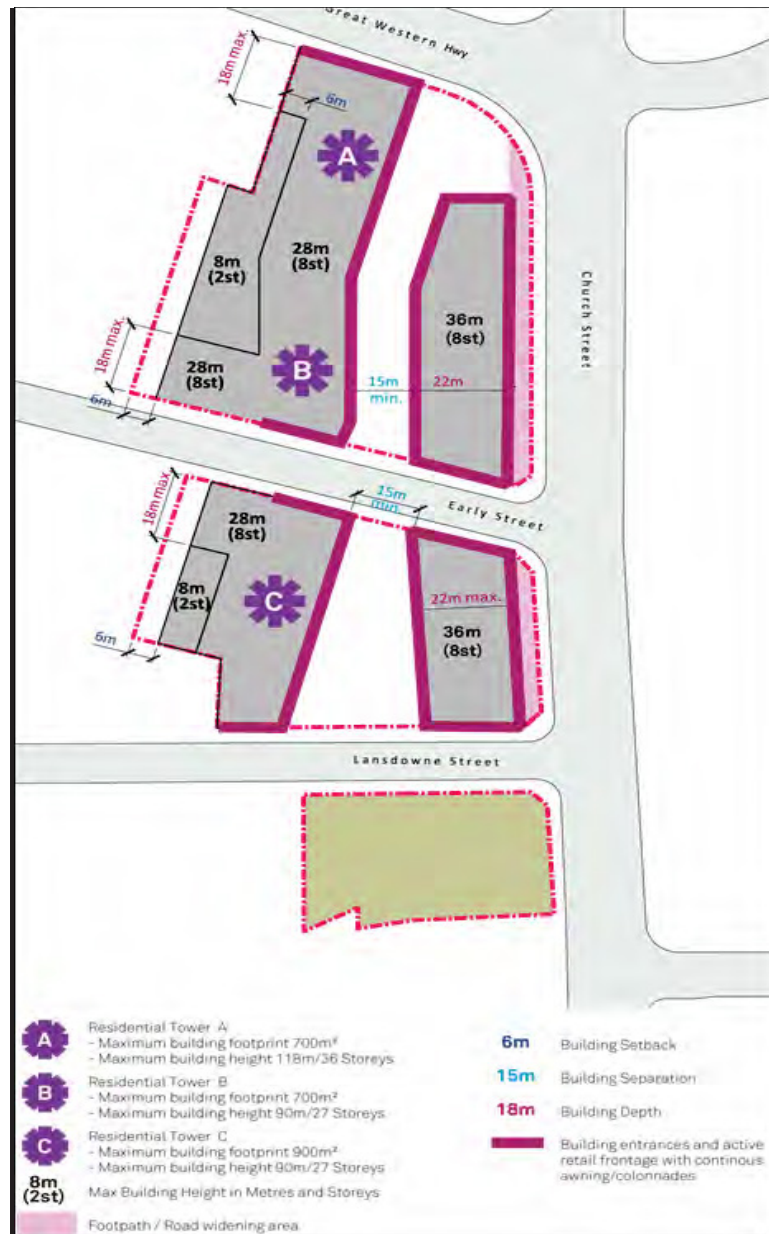 Great Western Hwy
18m max.
6m
A
8m
(2st)
28m
(8st)
36m
(8st)
Church Street
18m max.
28m
(8st)
B
15m
min.
22m
6m
Early Street
15m
min.
18m max.
28m
(8st)
8m
(2st)
C
22m max.
36m
(8st)
6m
Lansdowne Street
A
Residential Tower A
- Maximum building footprint 700m²
- Maximum building height 118m/36 Storeys
B
Residential Tower B
- Maximum building footprint 700m²
- Maximum building height 90m/27 Storeys
C
Residential Tower C
- Maximum building footprint 900m²
- Maximum building height 90m/27 Storeys
8m
(2st)
Max Building Height in Metres and Storeys
Footpath / Road widening area
6m Building Setback
15m Building Separation
18m Building Depth
Building entrances and active
retail frontage with continous
awning/colonnades